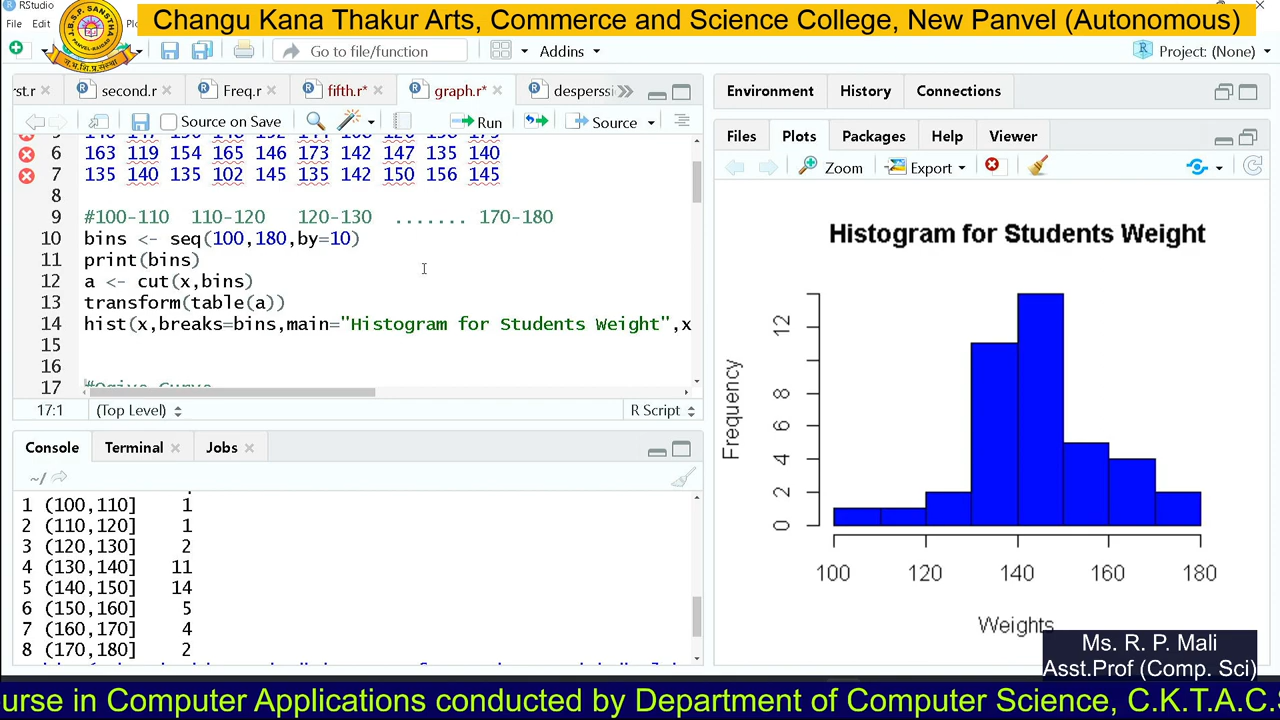 RStudio
Changu Kana Thakur Arts, Commerce and Science College, New Panvel (Autonomous)
File Edit
Go to file/function
Addins
Project: (None)
rst.r
second.r
Freq.r
fifth.r*
graph.r*
desperssi
Source on Save
Run
Source
6 163 119 154 165 146 173 142 147 135 140
7 135 140 135 102 145 135 142 150 156 145
8
9 #100-110 110-120 120-130 ....... 170-180
10 bins <- seq(100,180,by=10)
11 print(bins)
12 a <- cut(x,bins)
13 transform(table(a))
14 hist(x,breaks=bins,main="Histogram for Students Weight",x
15
16
17 #Ogive Curve
17:1 (Top Level) R Script
Console Terminal Jobs
~/
1 (100,110] 1
2 (110,120] 1
3 (120,130] 2
4 (130,140] 11
5 (140,150] 14
6 (150,160] 5
7 (160,170] 4
8 (170,180] 2
Environment History Connections
Files Plots Packages Help Viewer
Zoom Export
Histogram for Students Weight
Frequency
12
8
6
4
2
0
100 120 140 160 180
Weights
Ms. R. P. Mali
Asst.Prof (Comp. Sci)
urse in Computer Applications conducted by Department of Computer Science, C.K.T.A.C.S